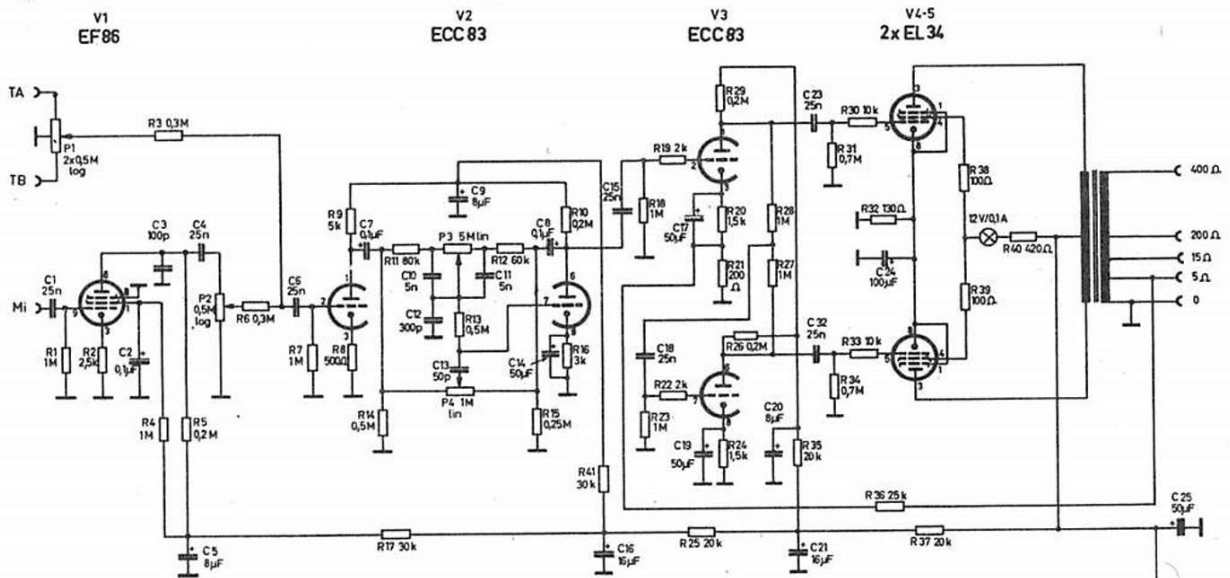 V1
EF86
V2
ECC83
V3
ECC83
V4-5
2x EL34
TA
TB
P1
2x0,5M
log
R3 0,3M
Mi
C1
25n
R1
1M
R2
2,5k
C2
0,1µF
C3
100p
C4
25n
P2
0,5M
log
R6 0,3M
R4
1M
R5
0,2M
C5
8µF
C6
25n
R7
1M
R8
500Ω
R9
5k
C7
0,1µF
R11 80k
P3 5M lin
R12 60k
C10
5n
C11
5n
C12
300p
R13
0,5M
C13
50p
P4 1M
lin
R14
0,5M
R15
0,25M
C9
8µF
C8
0,1µF
R10
0,2M
C14
50µF
R16
3k
R41
30k
R17 30k
C16
16µF
C15
25n
R18
1M
R19 2k
R29
0,2M
C17
50µF
R20
1,5k
R21
200
Ω
R28
1M
R27
1M
R26 0,2M
C18
25n
R22 2k
R23
1M
C19
50µF
R24
1,5k
C20
8µF
R35
20k
R25 20k
C21
16µF
C23
25n
R30 10k
R31
0,7M
R32 130Ω
C24
100µF
C32
25n
R33 10k
R34
0,7M
R38
100Ω
R39
100Ω
12V/0,1A
R40 420Ω
R36 25k
R37 20k
C25
50µF
400Ω
200Ω
15Ω
5Ω
0